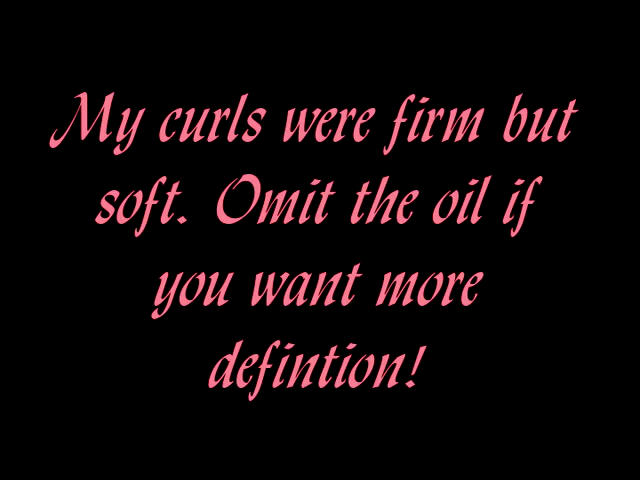 My curls were firm but
soft. Omit the oil if
you want more
defintion!